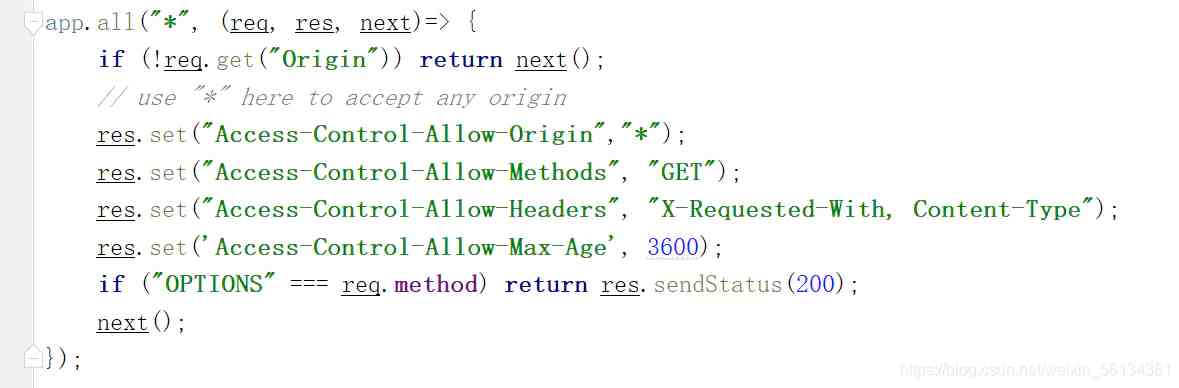 app.all("*", (req, res, next)=> {
if (!req.get("Origin")) return next();
// use "*" here to accept any origin
res.set("Access-Control-Allow-Origin","*");
res.set("Access-Control-Allow-Methods", "GET");
res.set("Access-Control-Allow-Headers", "X-Requested-With, Content-Type");
res.set('Access-Control-Allow-Max-Age', 3600);
if ("OPTIONS" === req.method) return res.sendStatus(200);
next();
});
https://blog.csdn.net/weixin_56134381